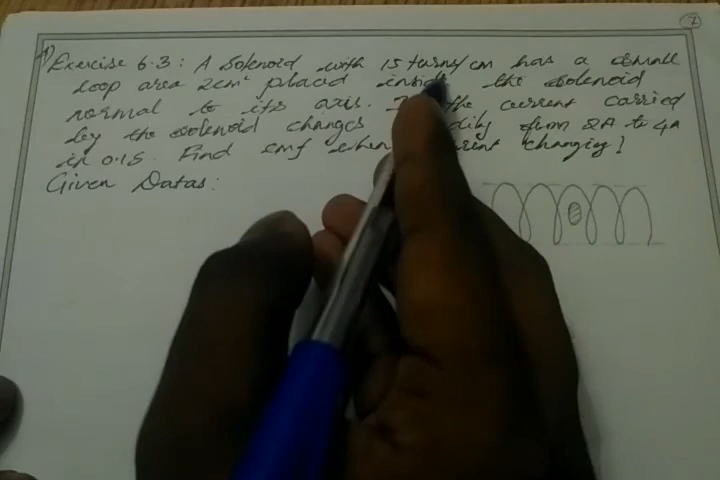 7
Exercise 6.3 : A Solenoid with 15 turns/cm has a small
loop area 2cm² placed inside the solenoid
normal to its axis. the current carried
by the solenoid changes from 2A to 4A
in 0.1S. Find emf when changing!
Given Datas :